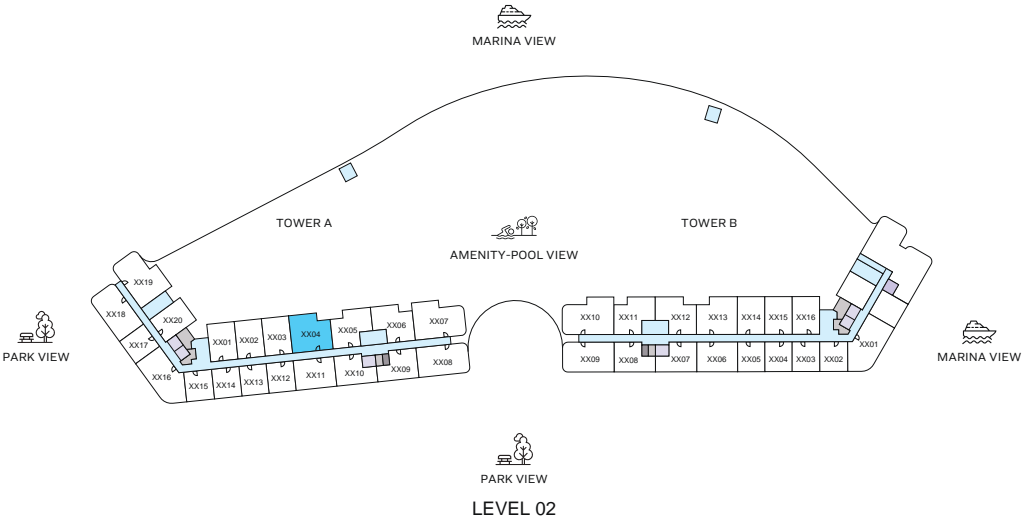 MARINA VIEW
TOWER A
TOWER B
AMENITY-POOL VIEW
XX19
XX18
XX20
XX17
XX16
XX01
XX02
XX03
XX04
XX05
XX06
XX07
XX15
XX14
XX13
XX12
XX11
XX10
XX09
XX08
XX10
XX11
XX12
XX13
XX14
XX15
XX16
XX09
XX08
XX07
XX06
XX05
XX04
XX03
XX02
XX01
PARK VIEW
MARINA VIEW
PARK VIEW
LEVEL 02